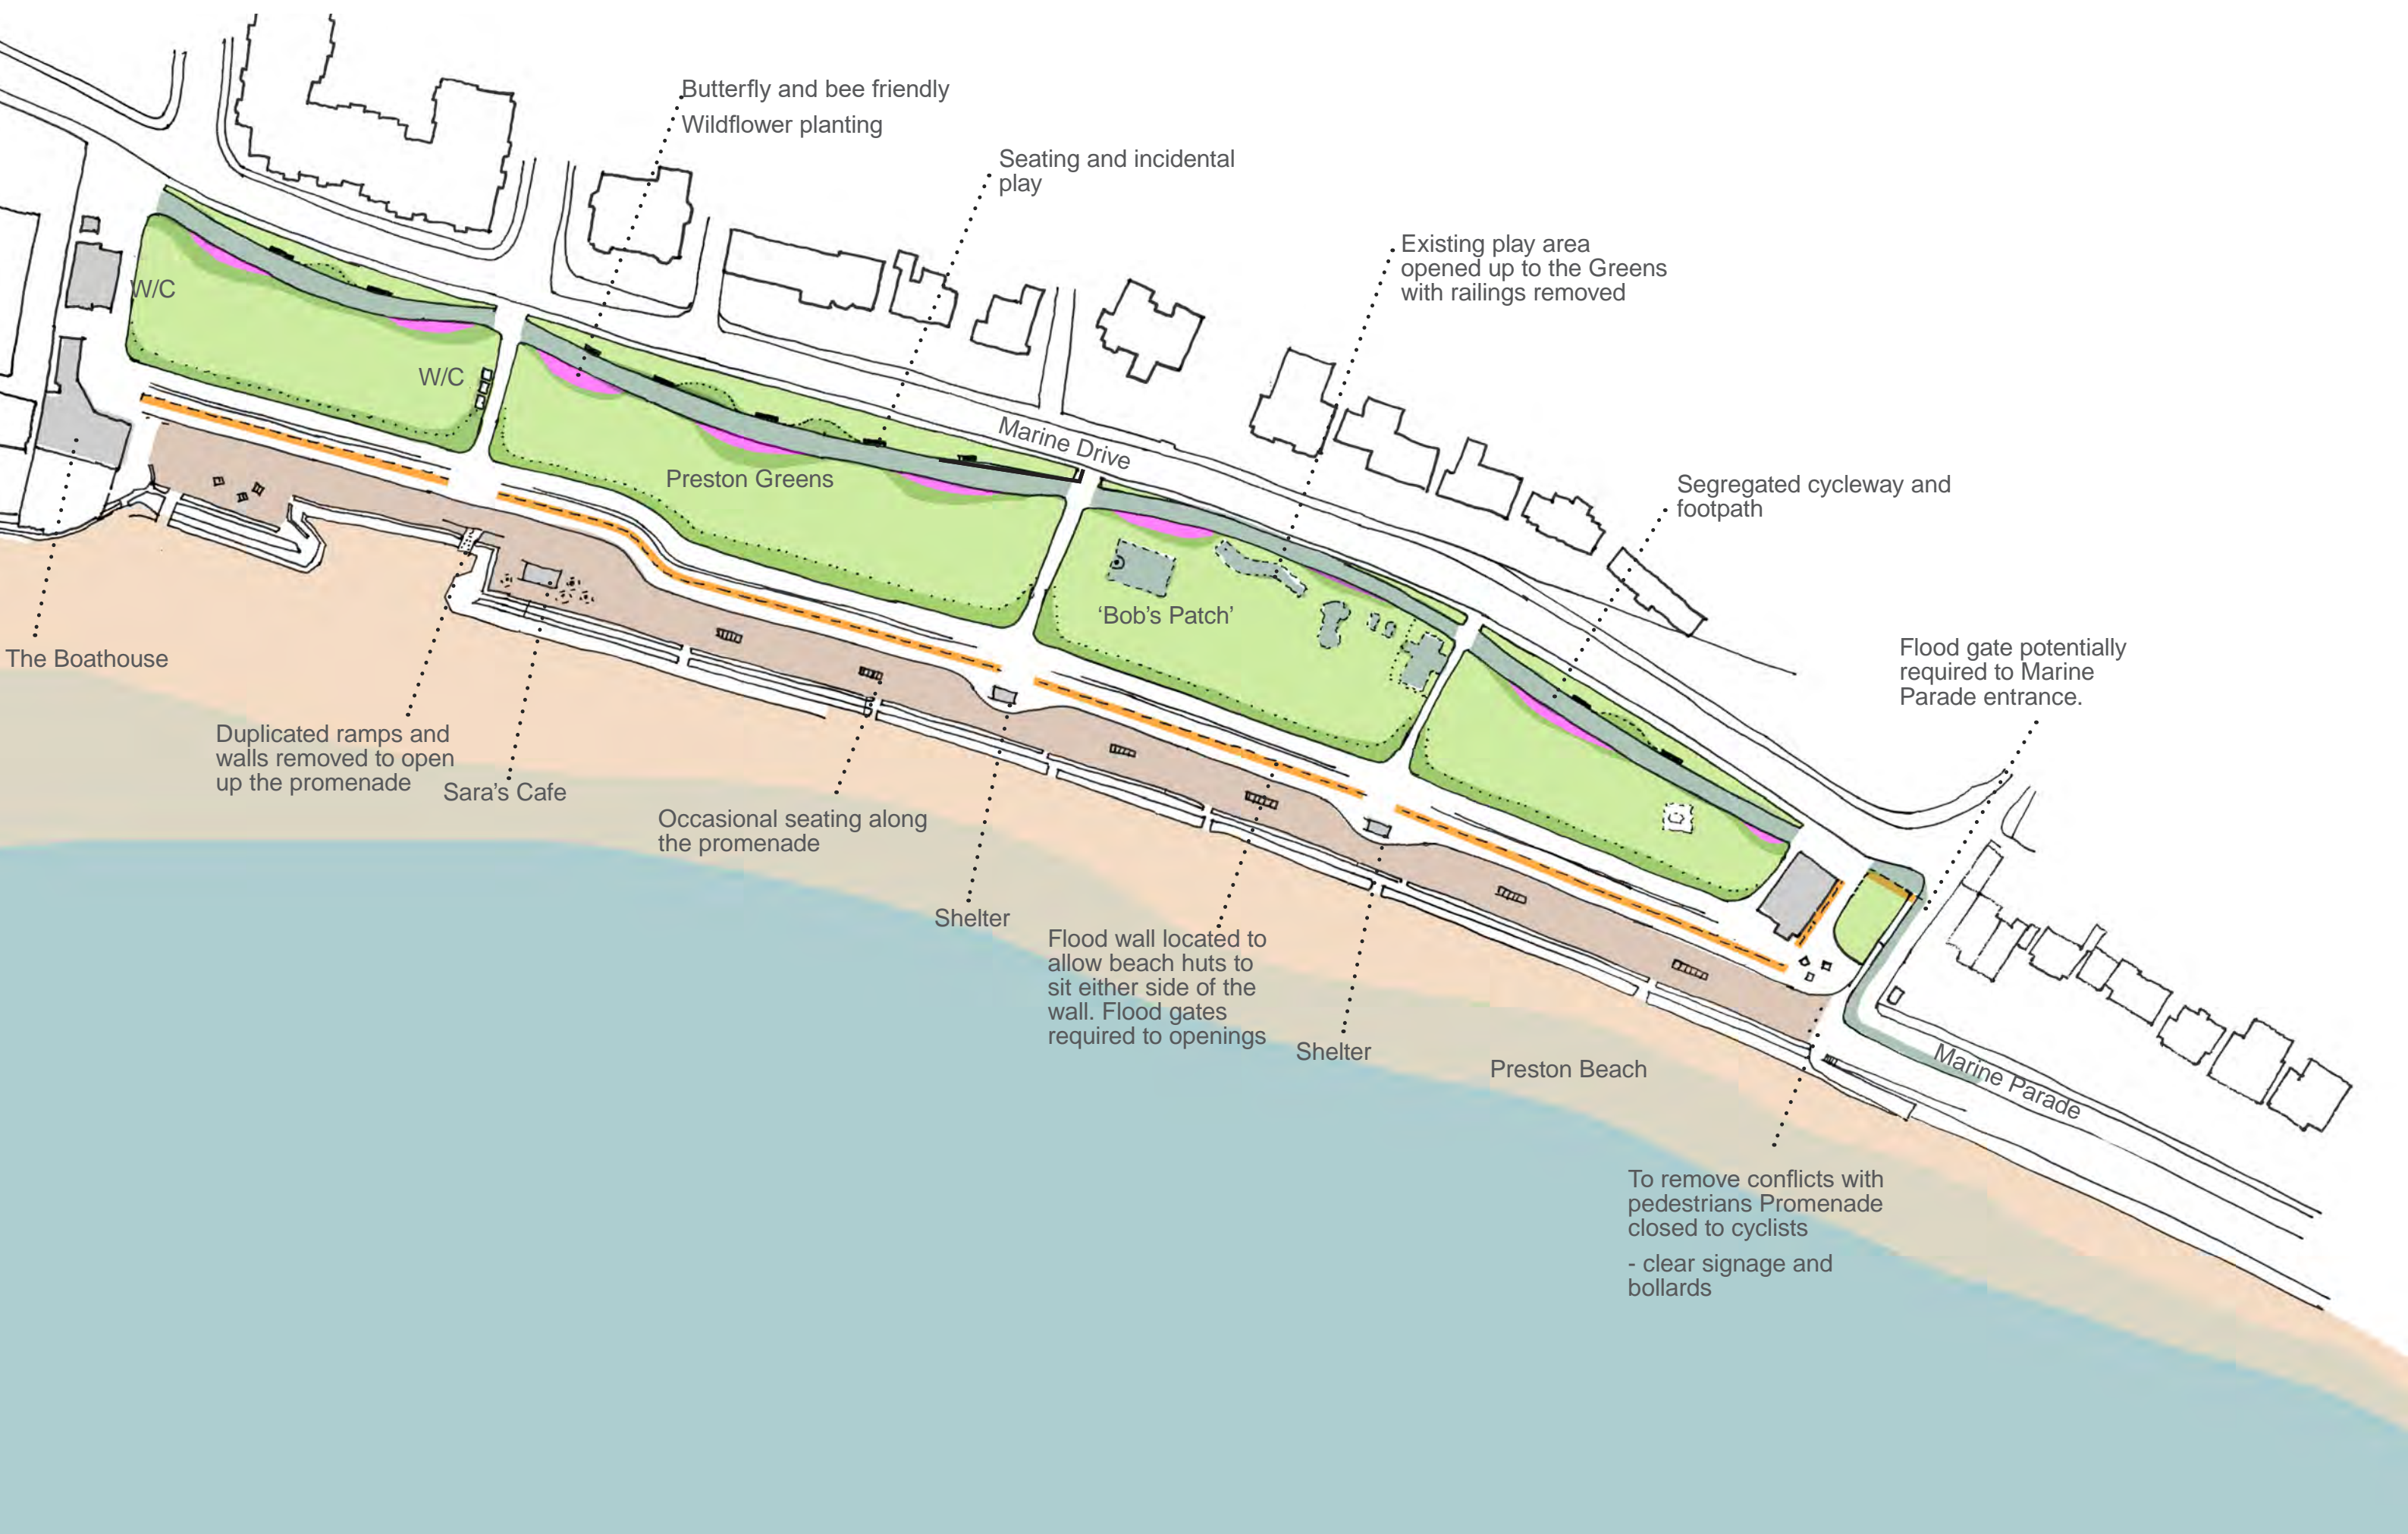 Butterfly and bee friendly
Wildflower planting
Seating and incidental
play
Existing play area
opened up to the Greens
with railings removed
W/C
W/C
Marine Drive
Preston Greens
Segregated cycleway and
footpath
'Bob's Patch'
The Boathouse
Flood gate potentially
required to Marine
Parade entrance.
Duplicated ramps and
walls removed to open
up the promenade
Sara's Cafe
Occasional seating along
the promenade
Shelter
Flood wall located to
allow beach huts to
sit either side of the
wall. Flood gates
required to openings
Shelter
Preston Beach
Marine Parade
To remove conflicts with
pedestrians Promenade
closed to cyclists
- clear signage and
bollards